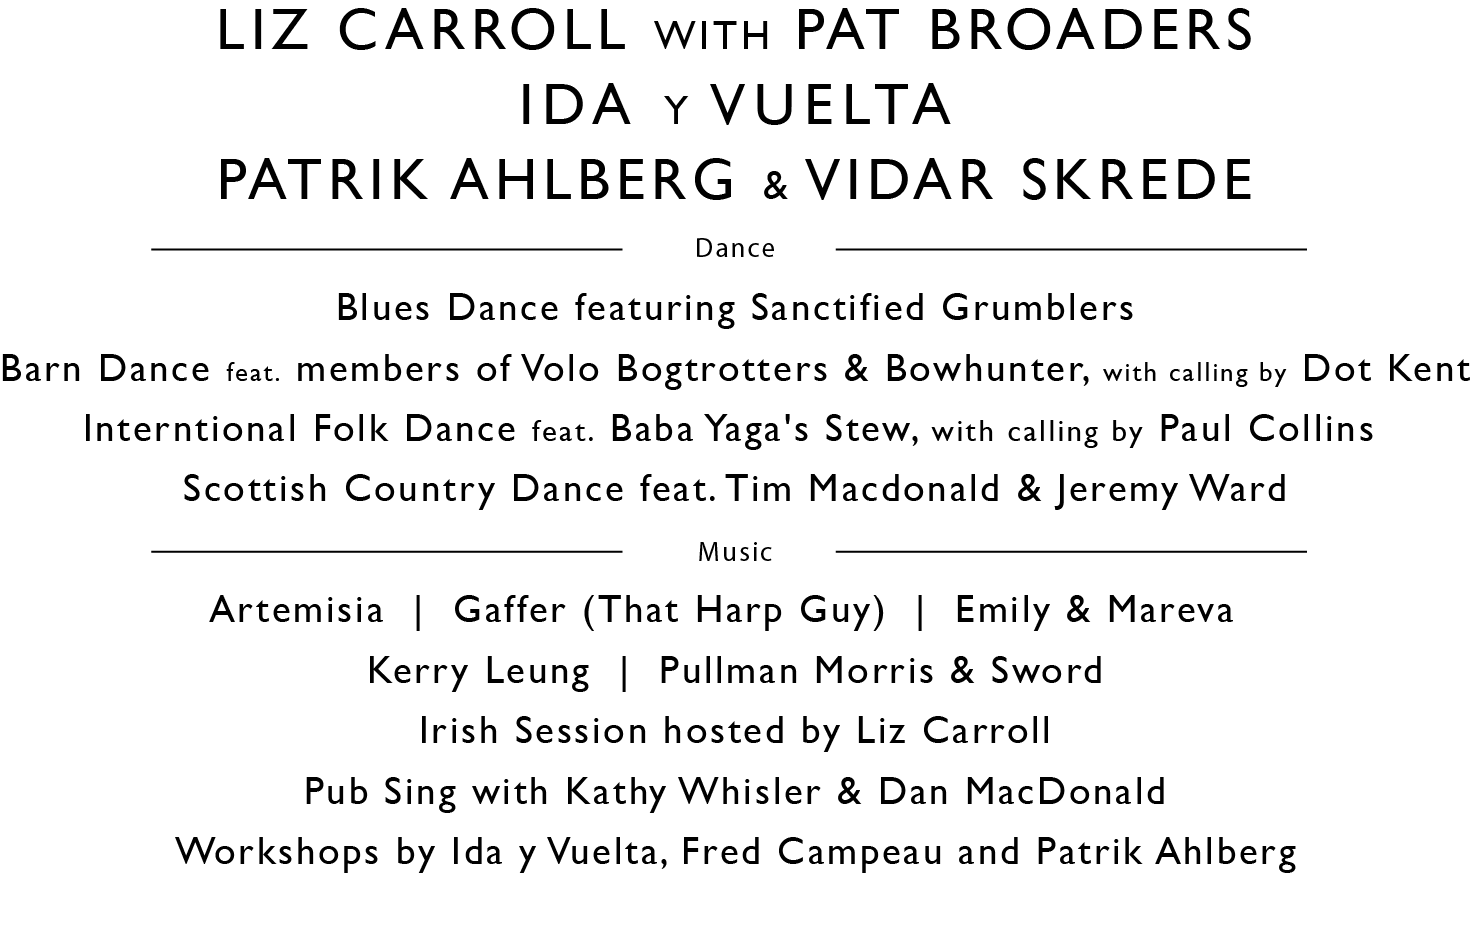 LIZ CARROLL WITH PAT BROADERS
IDA Y VUELTA
PATRIK AHLBERG & VIDAR SKREDE
Dance
Blues Dance featuring Sanctified Grumblers
Barn Dance feat. members of Volo Bogtrotters & Bowhunter, with calling by Dot Kent
Interntional Folk Dance feat. Baba Yaga's Stew, with calling by Paul Collins
Scottish Country Dance feat. Tim Macdonald & Jeremy Ward
Music
Artemisia | Gaffer (That Harp Guy) | Emily & Mareva
Kerry Leung | Pullman Morris & Sword
Irish Session hosted by Liz Carroll
Pub Sing with Kathy Whisler & Dan MacDonald
Workshops by Ida y Vuelta, Fred Campeau and Patrik Ahlberg